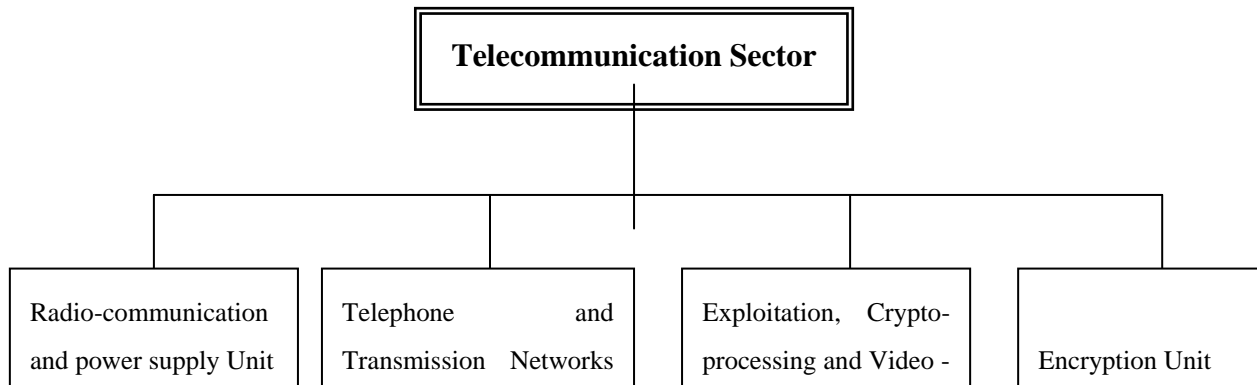 Telecommunication Sector
Radio-communication
and power supply Unit
Telephone and
Transmission Networks
Exploitation, Crypto-
processing and Video -
Encryption Unit